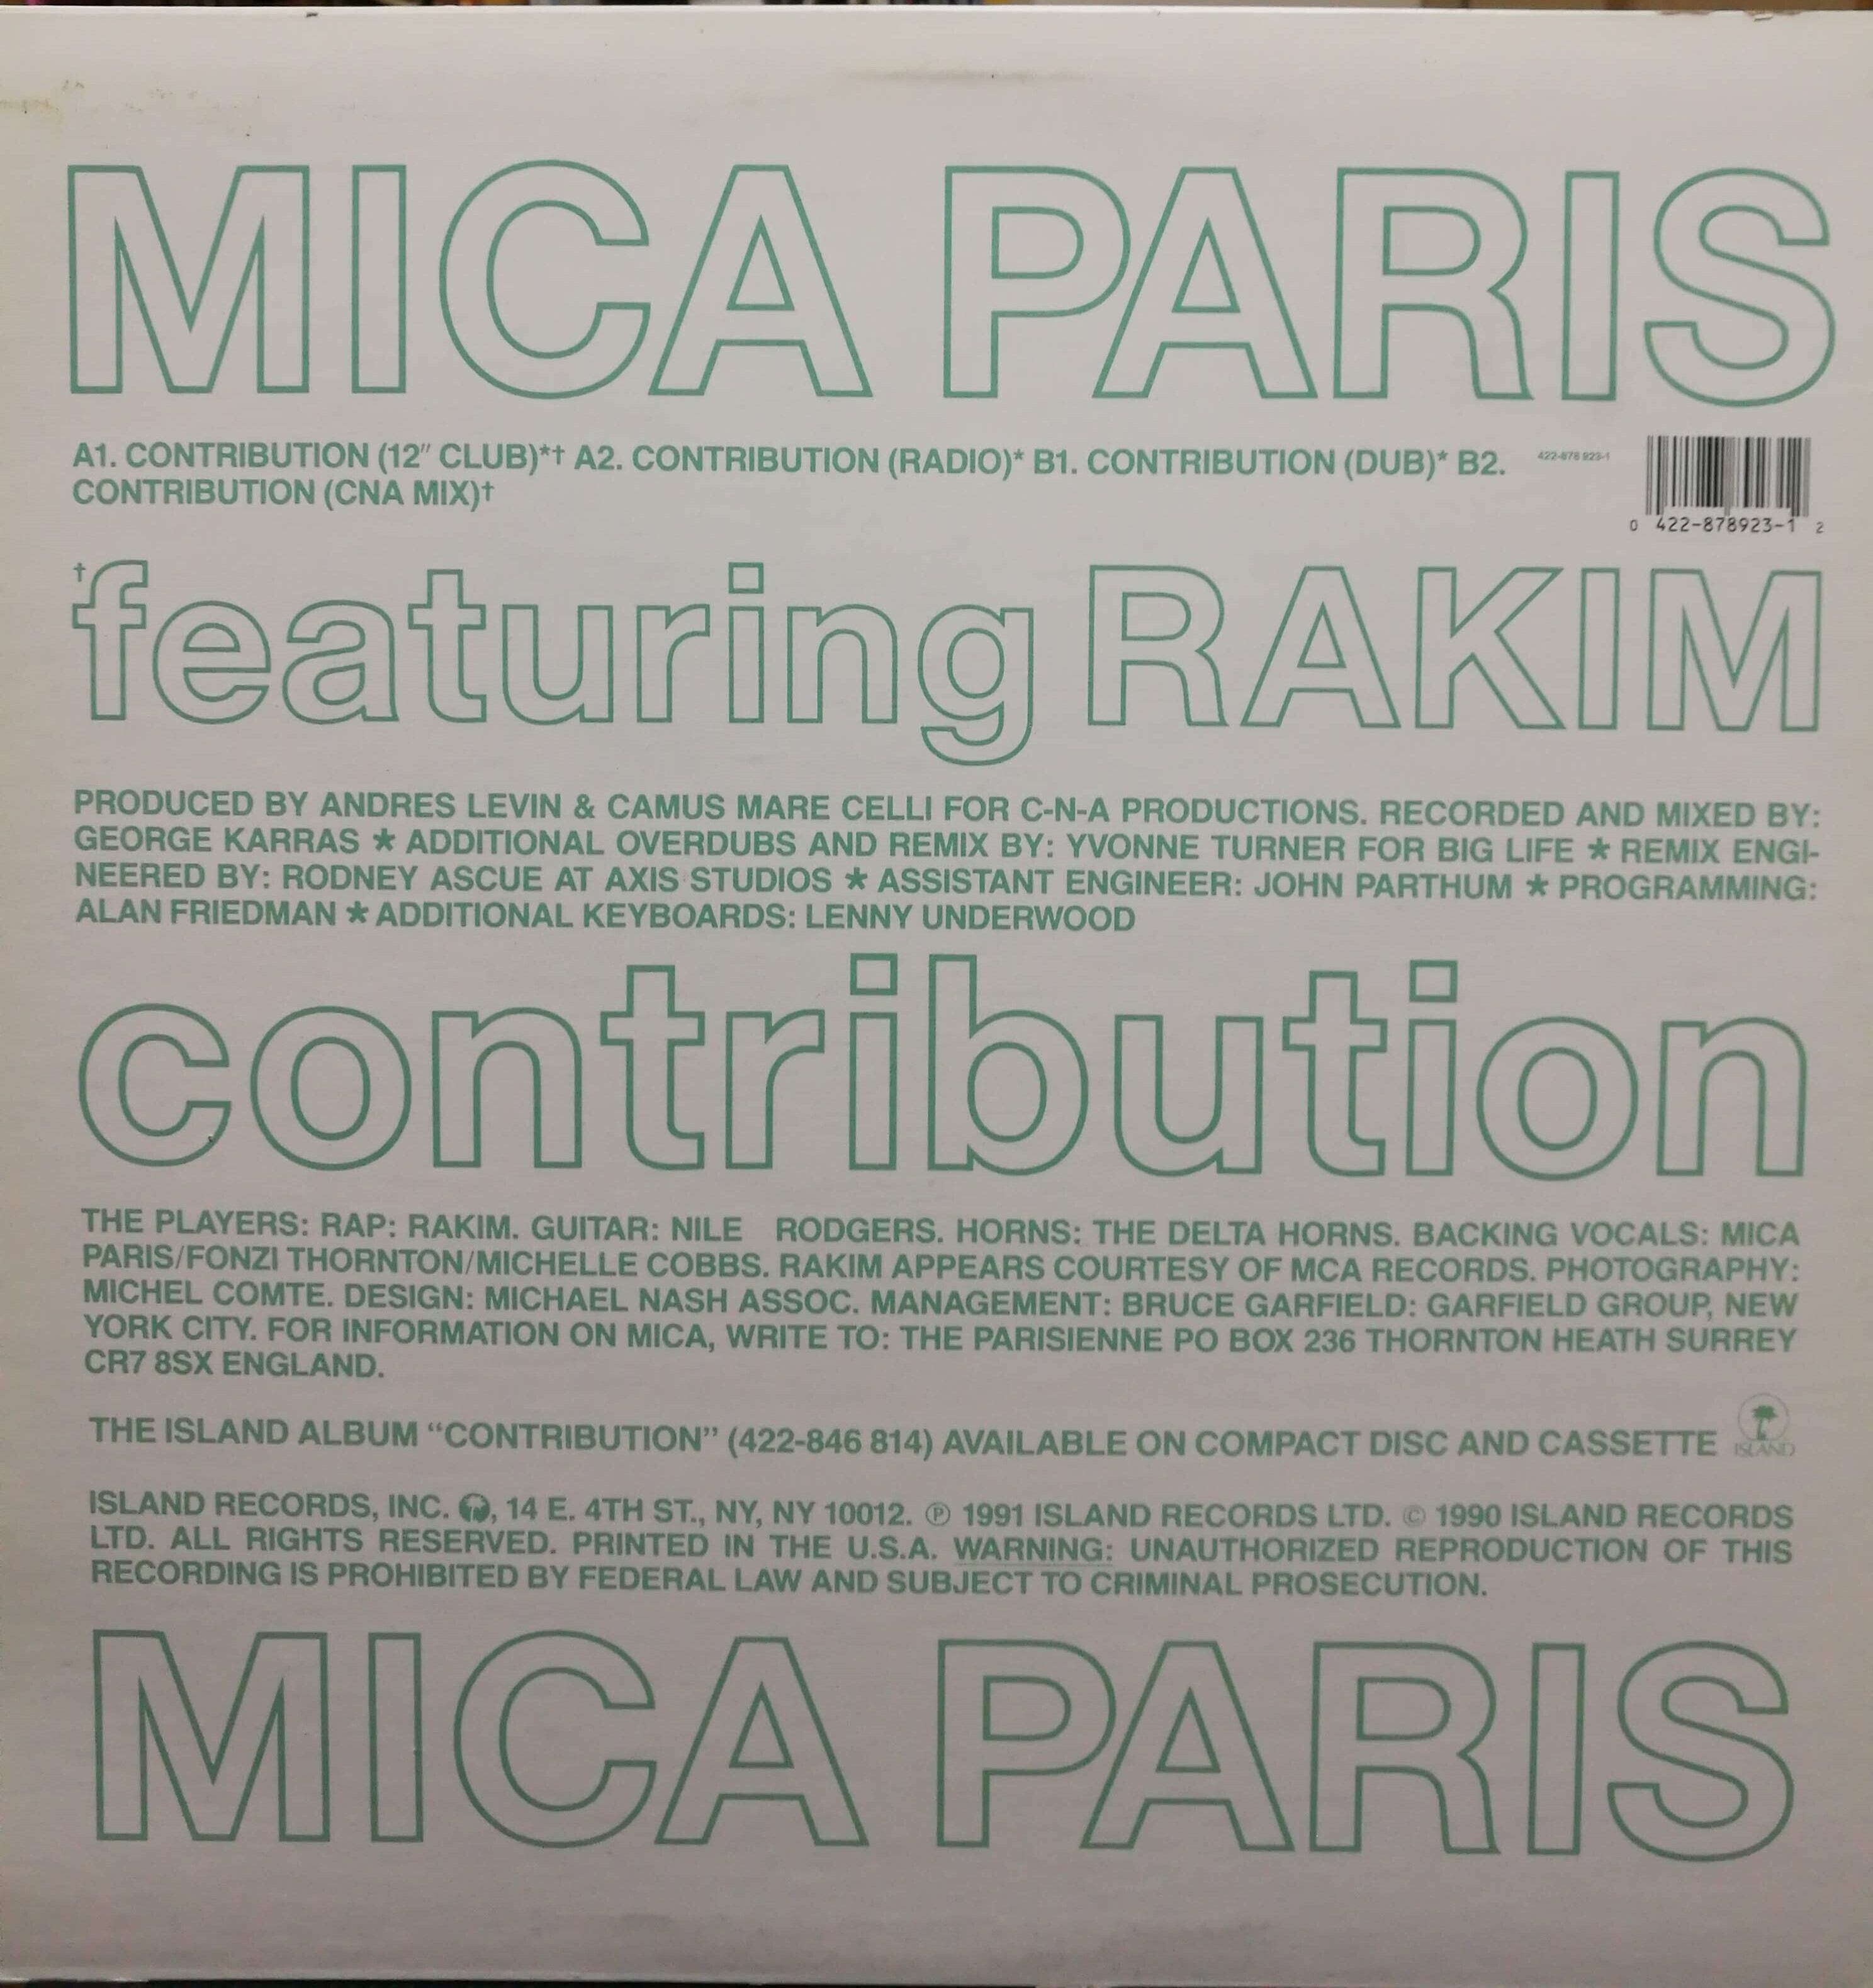 MICA PARIS
A1. CONTRIBUTION (12″ CLUB)*† A2. CONTRIBUTION (RADIO)* B1. CONTRIBUTION (DUB)* B2.
CONTRIBUTION (CNA MIX)†
422-878 923-1
0 422-878923-1 2
†featuring RAKIM
PRODUCED BY ANDRES LEVIN & CAMUS MARE CELLI FOR C-N-A PRODUCTIONS. RECORDED AND MIXED BY:
GEORGE KARRAS ★ ADDITIONAL OVERDUBS AND REMIX BY: YVONNE TURNER FOR BIG LIFE ★ REMIX ENGI-
NEERED BY: RODNEY ASCUE AT AXIS STUDIOS ★ ASSISTANT ENGINEER: JOHN PARTHUM ★ PROGRAMMING:
ALAN FRIEDMAN ★ ADDITIONAL KEYBOARDS: LENNY UNDERWOOD
contribution
THE PLAYERS: RAP: RAKIM. GUITAR: NILE RODGERS. HORNS: THE DELTA HORNS. BACKING VOCALS: MICA
PARIS/FONZI THORNTON/MICHELLE COBBS. RAKIM APPEARS COURTESY OF MCA RECORDS. PHOTOGRAPHY:
MICHEL COMTE. DESIGN: MICHAEL NASH ASSOC. MANAGEMENT: BRUCE GARFIELD: GARFIELD GROUP, NEW
YORK CITY. FOR INFORMATION ON MICA, WRITE TO: THE PARISIENNE PO BOX 236 THORNTON HEATH SURREY
CR7 8SX ENGLAND.
THE ISLAND ALBUM “CONTRIBUTION” (422-846 814) AVAILABLE ON COMPACT DISC AND CASSETTE
ISLAND
ISLAND RECORDS, INC. , 14 E. 4TH ST., NY, NY 10012. ℗ 1991 ISLAND RECORDS LTD. © 1990 ISLAND RECORDS
LTD. ALL RIGHTS RESERVED. PRINTED IN THE U.S.A. WARNING: UNAUTHORIZED REPRODUCTION OF THIS
RECORDING IS PROHIBITED BY FEDERAL LAW AND SUBJECT TO CRIMINAL PROSECUTION.
MICA PARIS